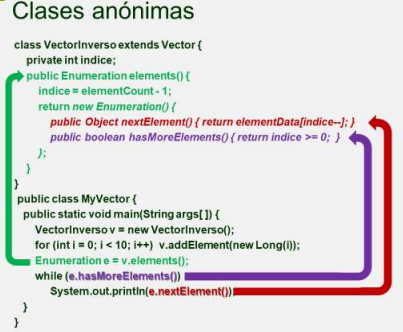 Clases anónimas
class VectorInverso extends Vector {
private int indice;
public Enumeration elements() {
indice = elementCount - 1;
return new Enumeration() {
public Object nextElement() { return elementData[indice--]; }
public boolean hasMoreElements() { return indice >= 0; }
};
}
}
public class MyVector {
public static void main(String args[ ]) {
VectorInverso v = new VectorInverso();
for (int i = 0; i < 10; i++) v.addElement(new Long(i));
Enumeration e = v.elements();
while (e.hasMoreElements())
System.out.println(e.nextElement());
}
}